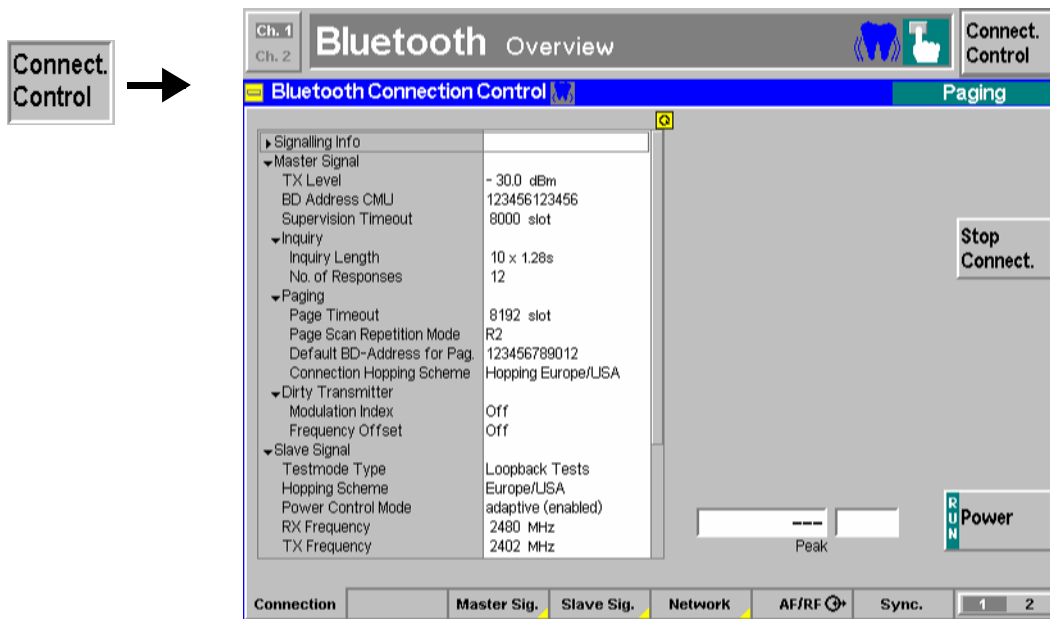 Connect.
Control
Ch. 1
Ch. 2
Bluetooth Overview
Connect.
Control
Bluetooth Connection Control
Paging
Signalling Info
Master Signal
TX Level - 30.0 dBm
BD Address CMU 123456123456
Supervision Timeout 8000 slot
Inquiry
Inquiry Length 10 x 1.28s
No. of Responses 12
Paging
Page Timeout 8192 slot
Page Scan Repetition Mode R2
Default BD-Address for Pag. 123456789012
Connection Hopping Scheme Hopping Europe/USA
Dirty Transmitter
Modulation Index Off
Frequency Offset Off
Slave Signal
Testmode Type Loopback Tests
Hopping Scheme Europe/USA
Power Control Mode adaptive (enabled)
RX Frequency 2480 MHz
TX Frequency 2402 MHz
Stop
Connect.
---
Peak
RUN
Power
Connection Master Sig. Slave Sig. Network AF/RF Sync. 1 2